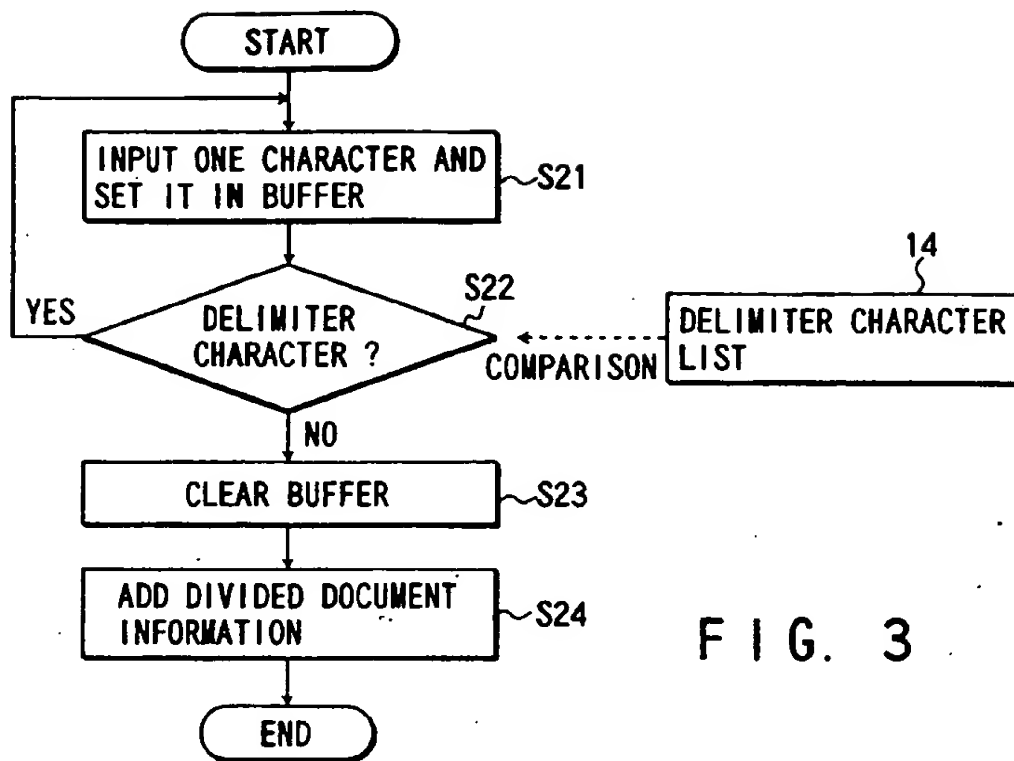 START
INPUT ONE CHARACTER AND
SET IT IN BUFFER
S21
14
S22
YES
DELIMITER
CHARACTER ?
DELIMITER CHARACTER
LIST
COMPARISON
NO
CLEAR BUFFER
S23
ADD DIVIDED DOCUMENT
INFORMATION
S24
FIG. 3
END